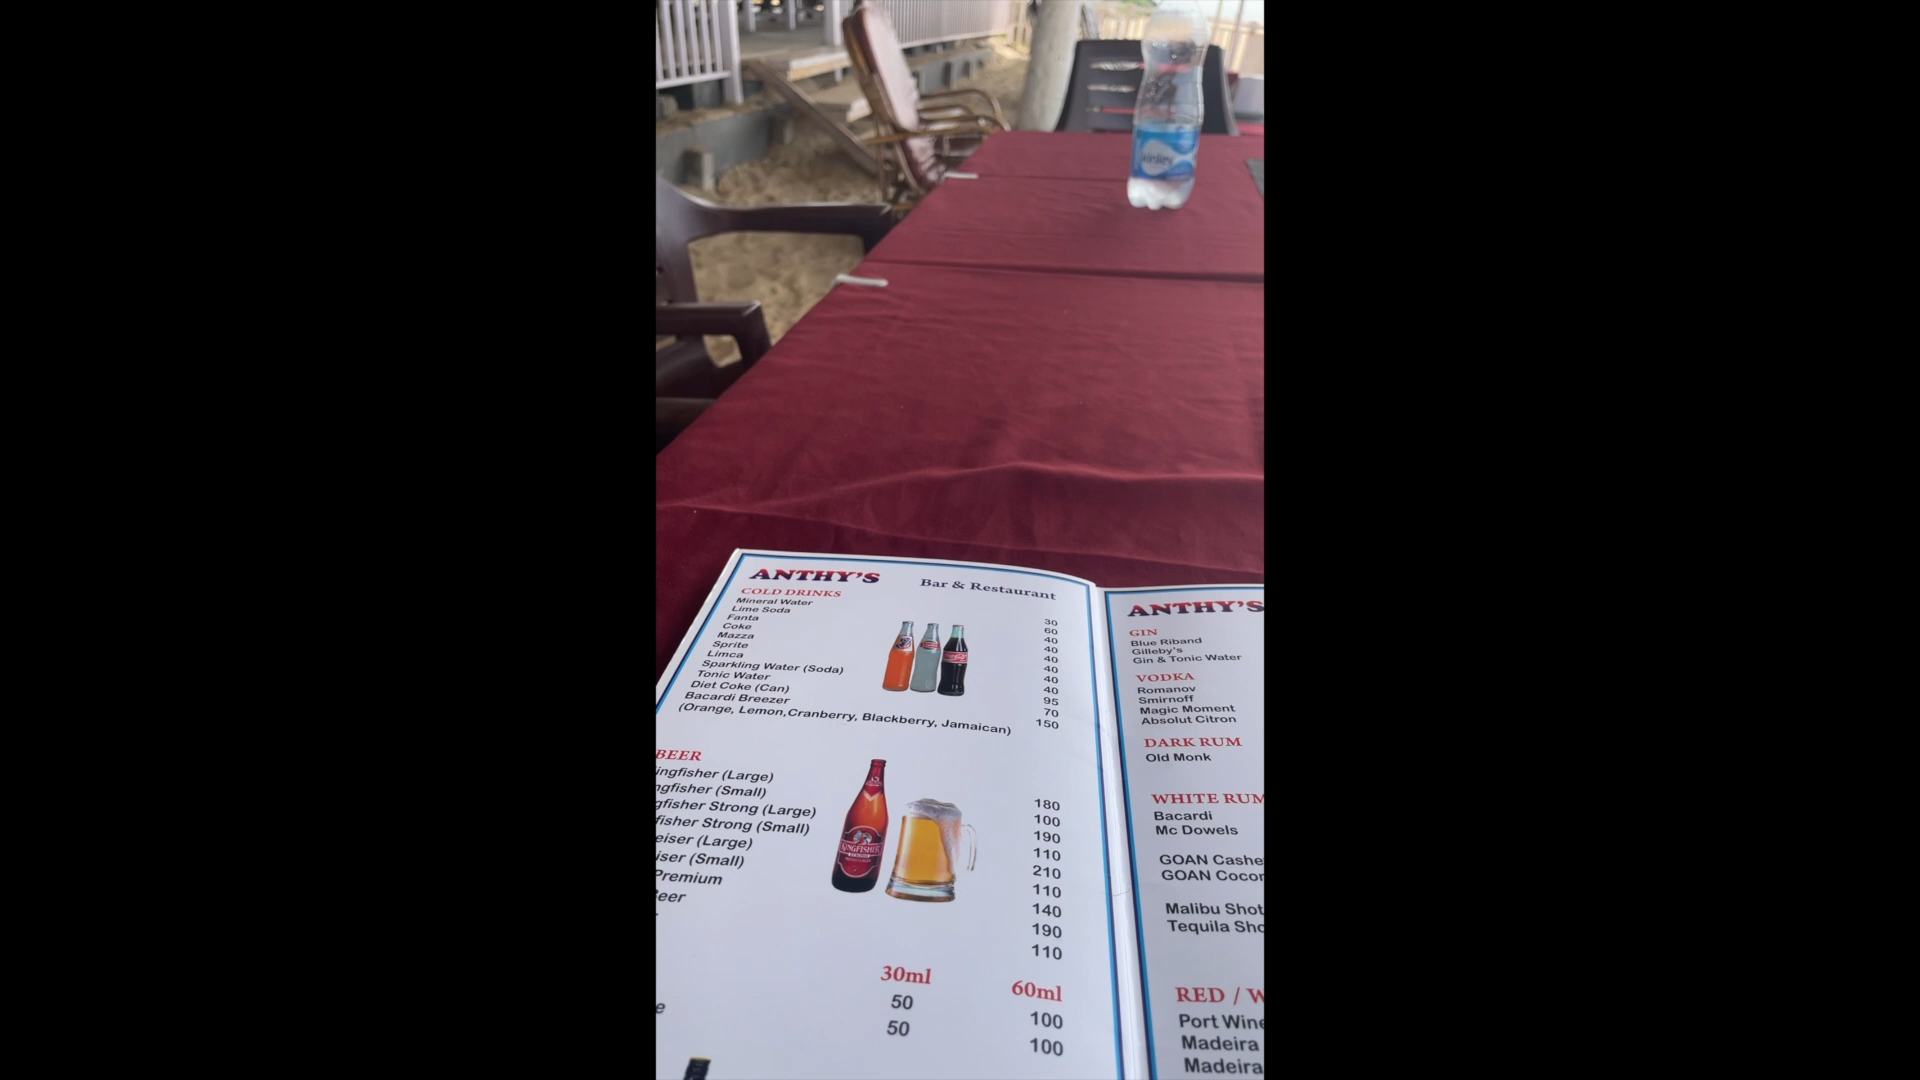 Kinley
ANTHY'S
Bar & Restaurant
COLD DRINKS
Mineral Water 30
Lime Soda 60
Fanta 40
Coke 40
Mazza 40
Sprite 40
Limca 40
Sparkling Water (Soda) 40
Tonic Water 95
Diet Coke (Can) 70
Bacardi Breezer 150
(Orange, Lemon,Cranberry, Blackberry, Jamaican)
BEER
ingfisher (Large) 180
ngfisher (Small) 100
gfisher Strong (Large) 190
fisher Strong (Small) 110
eiser (Large) 210
iser (Small) 110
Premium 140
Beer 190
110
KINGFISHER
30ml 60ml
50 100
50 100
ANTHY'S
GIN
Blue Riband
Gilleby's
Gin & Tonic Water
VODKA
Romanov
Smirnoff
Magic Moment
Absolut Citron
DARK RUM
Old Monk
WHITE RUM
Bacardi
Mc Dowels
GOAN Cashe
GOAN Cocon
Malibu Shot
Tequila Sho
RED / W
Port Wine
Madeira
Madeira